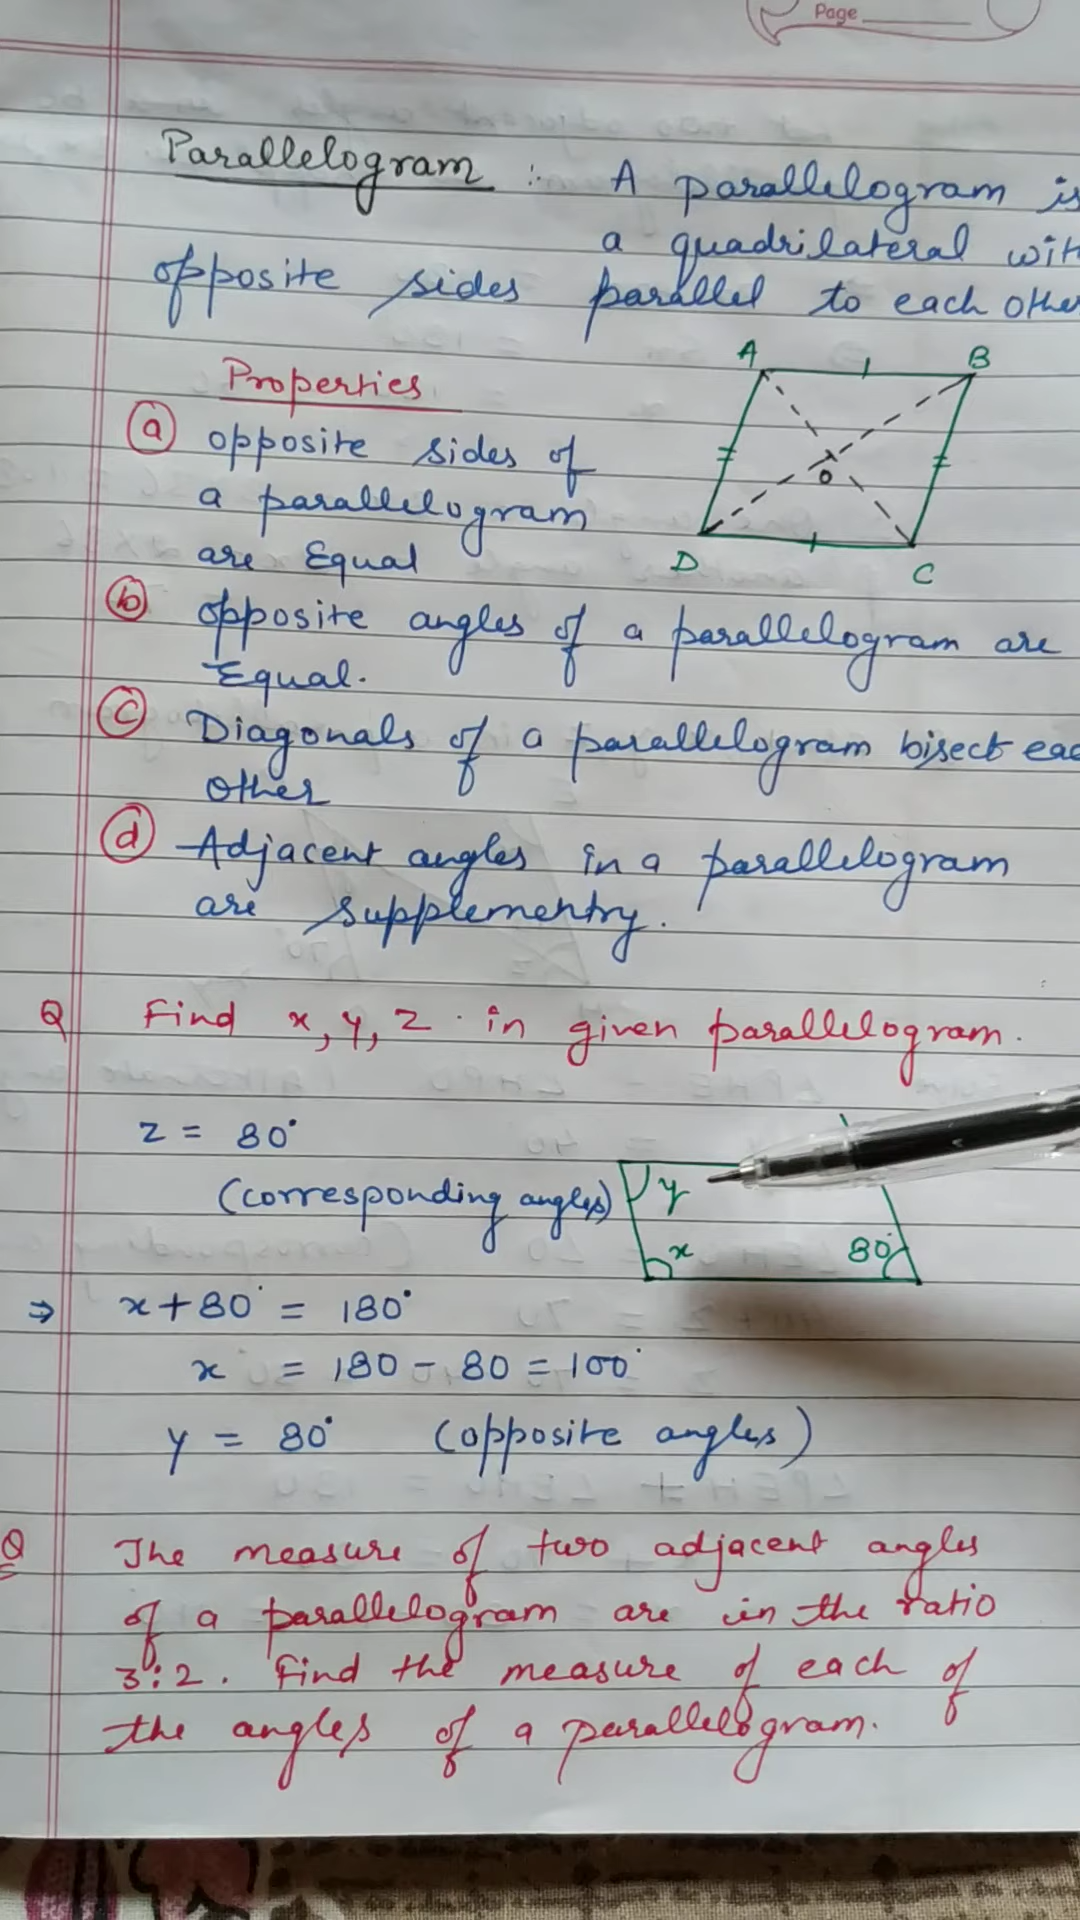 Page
Parallelogram :- A parallelogram is
a quadrilateral wit
opposite sides parallel to each othe
Properties
A B
(a) opposite sides of
a parallelogram
are Equal
O
D C
(b) opposite angles of a parallelogram are
Equal.
(c) Diagonals of a parallelogram bisect eac
other
(d) Adjacent angles in a parallelogram
are supplementry.
Q Find x, y, z. in given parallelogram.
z = 80°
(corresponding angles)
y
x 80°
⇒ x + 80° = 180°
x = 180 - 80 = 100°
y = 80° (opposite angles)
Q The measure of two adjacent angles
of a parallelogram are in the ratio
3:2. Find the measure of each of
the angles of a parallelogram.